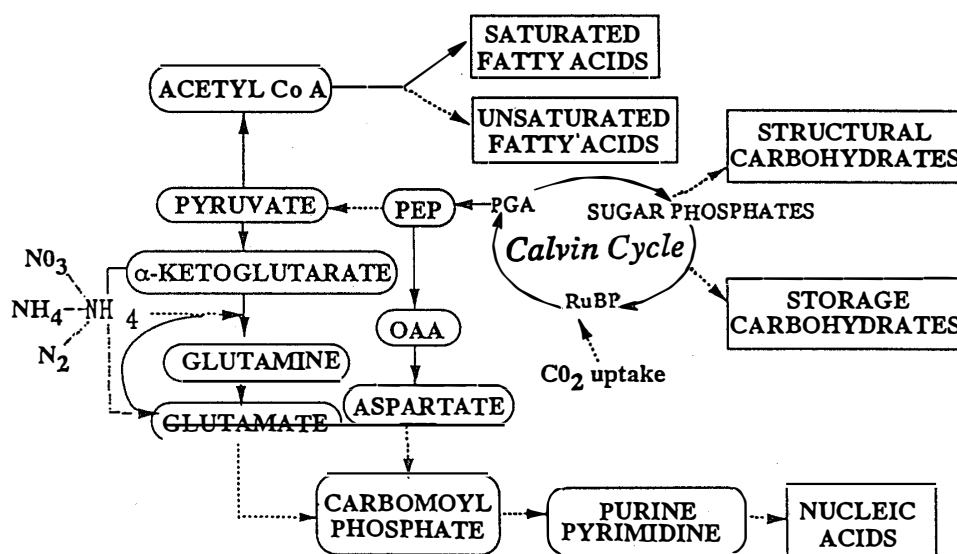 SATURATED
FATTY ACIDS
ACETYL Co A
UNSATURATED
FATTY ACIDS
STRUCTURAL
CARBOHYDRATES
PYRUVATE
PEP
PGA
SUGAR PHOSPHATES
Calvin Cycle
N0₃
α-KETOGLUTARATE
NH₄
NH 4
N₂
RuBP
OAA
STORAGE
CARBOHYDRATES
GLUTAMINE
C0₂ uptake
GLUTAMATE
ASPARTATE
CARBOMOYL
PHOSPHATE
PURINE
PYRIMIDINE
NUCLEIC
ACIDS